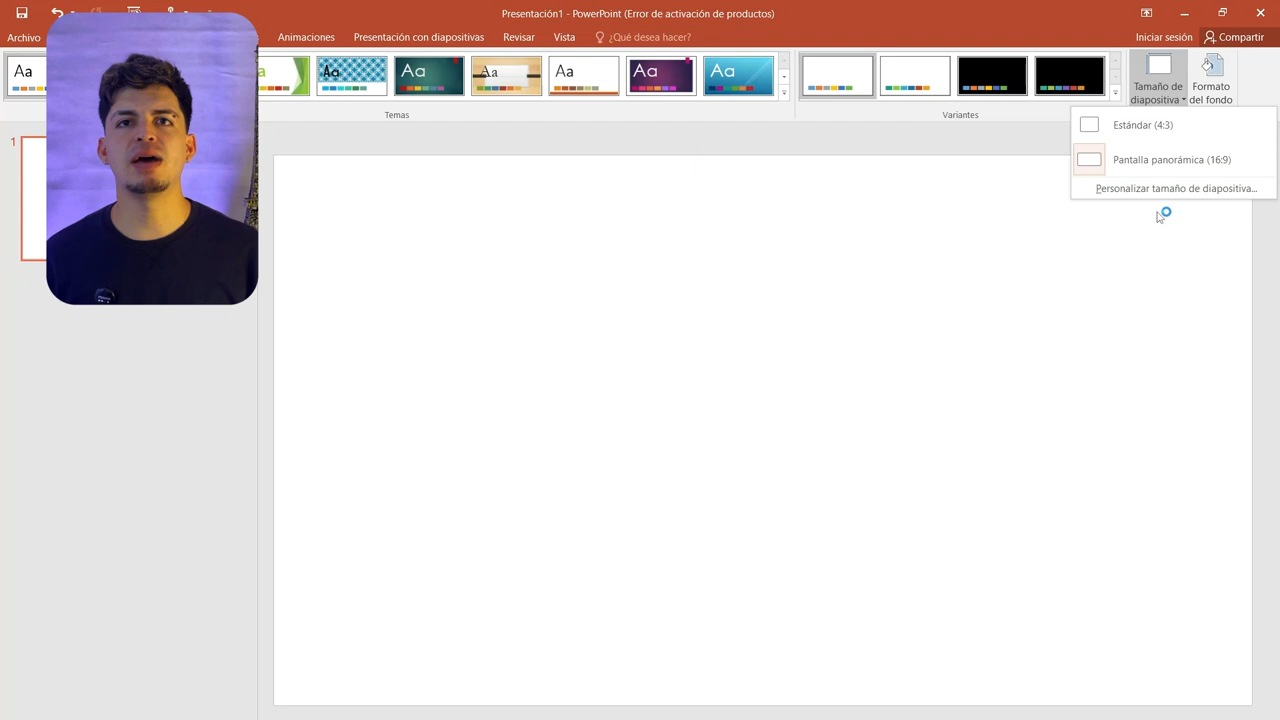 Presentación1 - PowerPoint (Error de activación de productos)
Archivo
Animaciones
Presentación con diapositivas
Revisar
Vista
¿Qué desea hacer?
Iniciar sesión
Compartir
Aa
Aa
Aa
Aa
Aa
Aa
Aa
Tamaño de
diapositiva
Formato
del fondo
Temas
Variantes
Estándar (4:3)
Pantalla panorámica (16:9)
Personalizar tamaño de diapositiva...
1